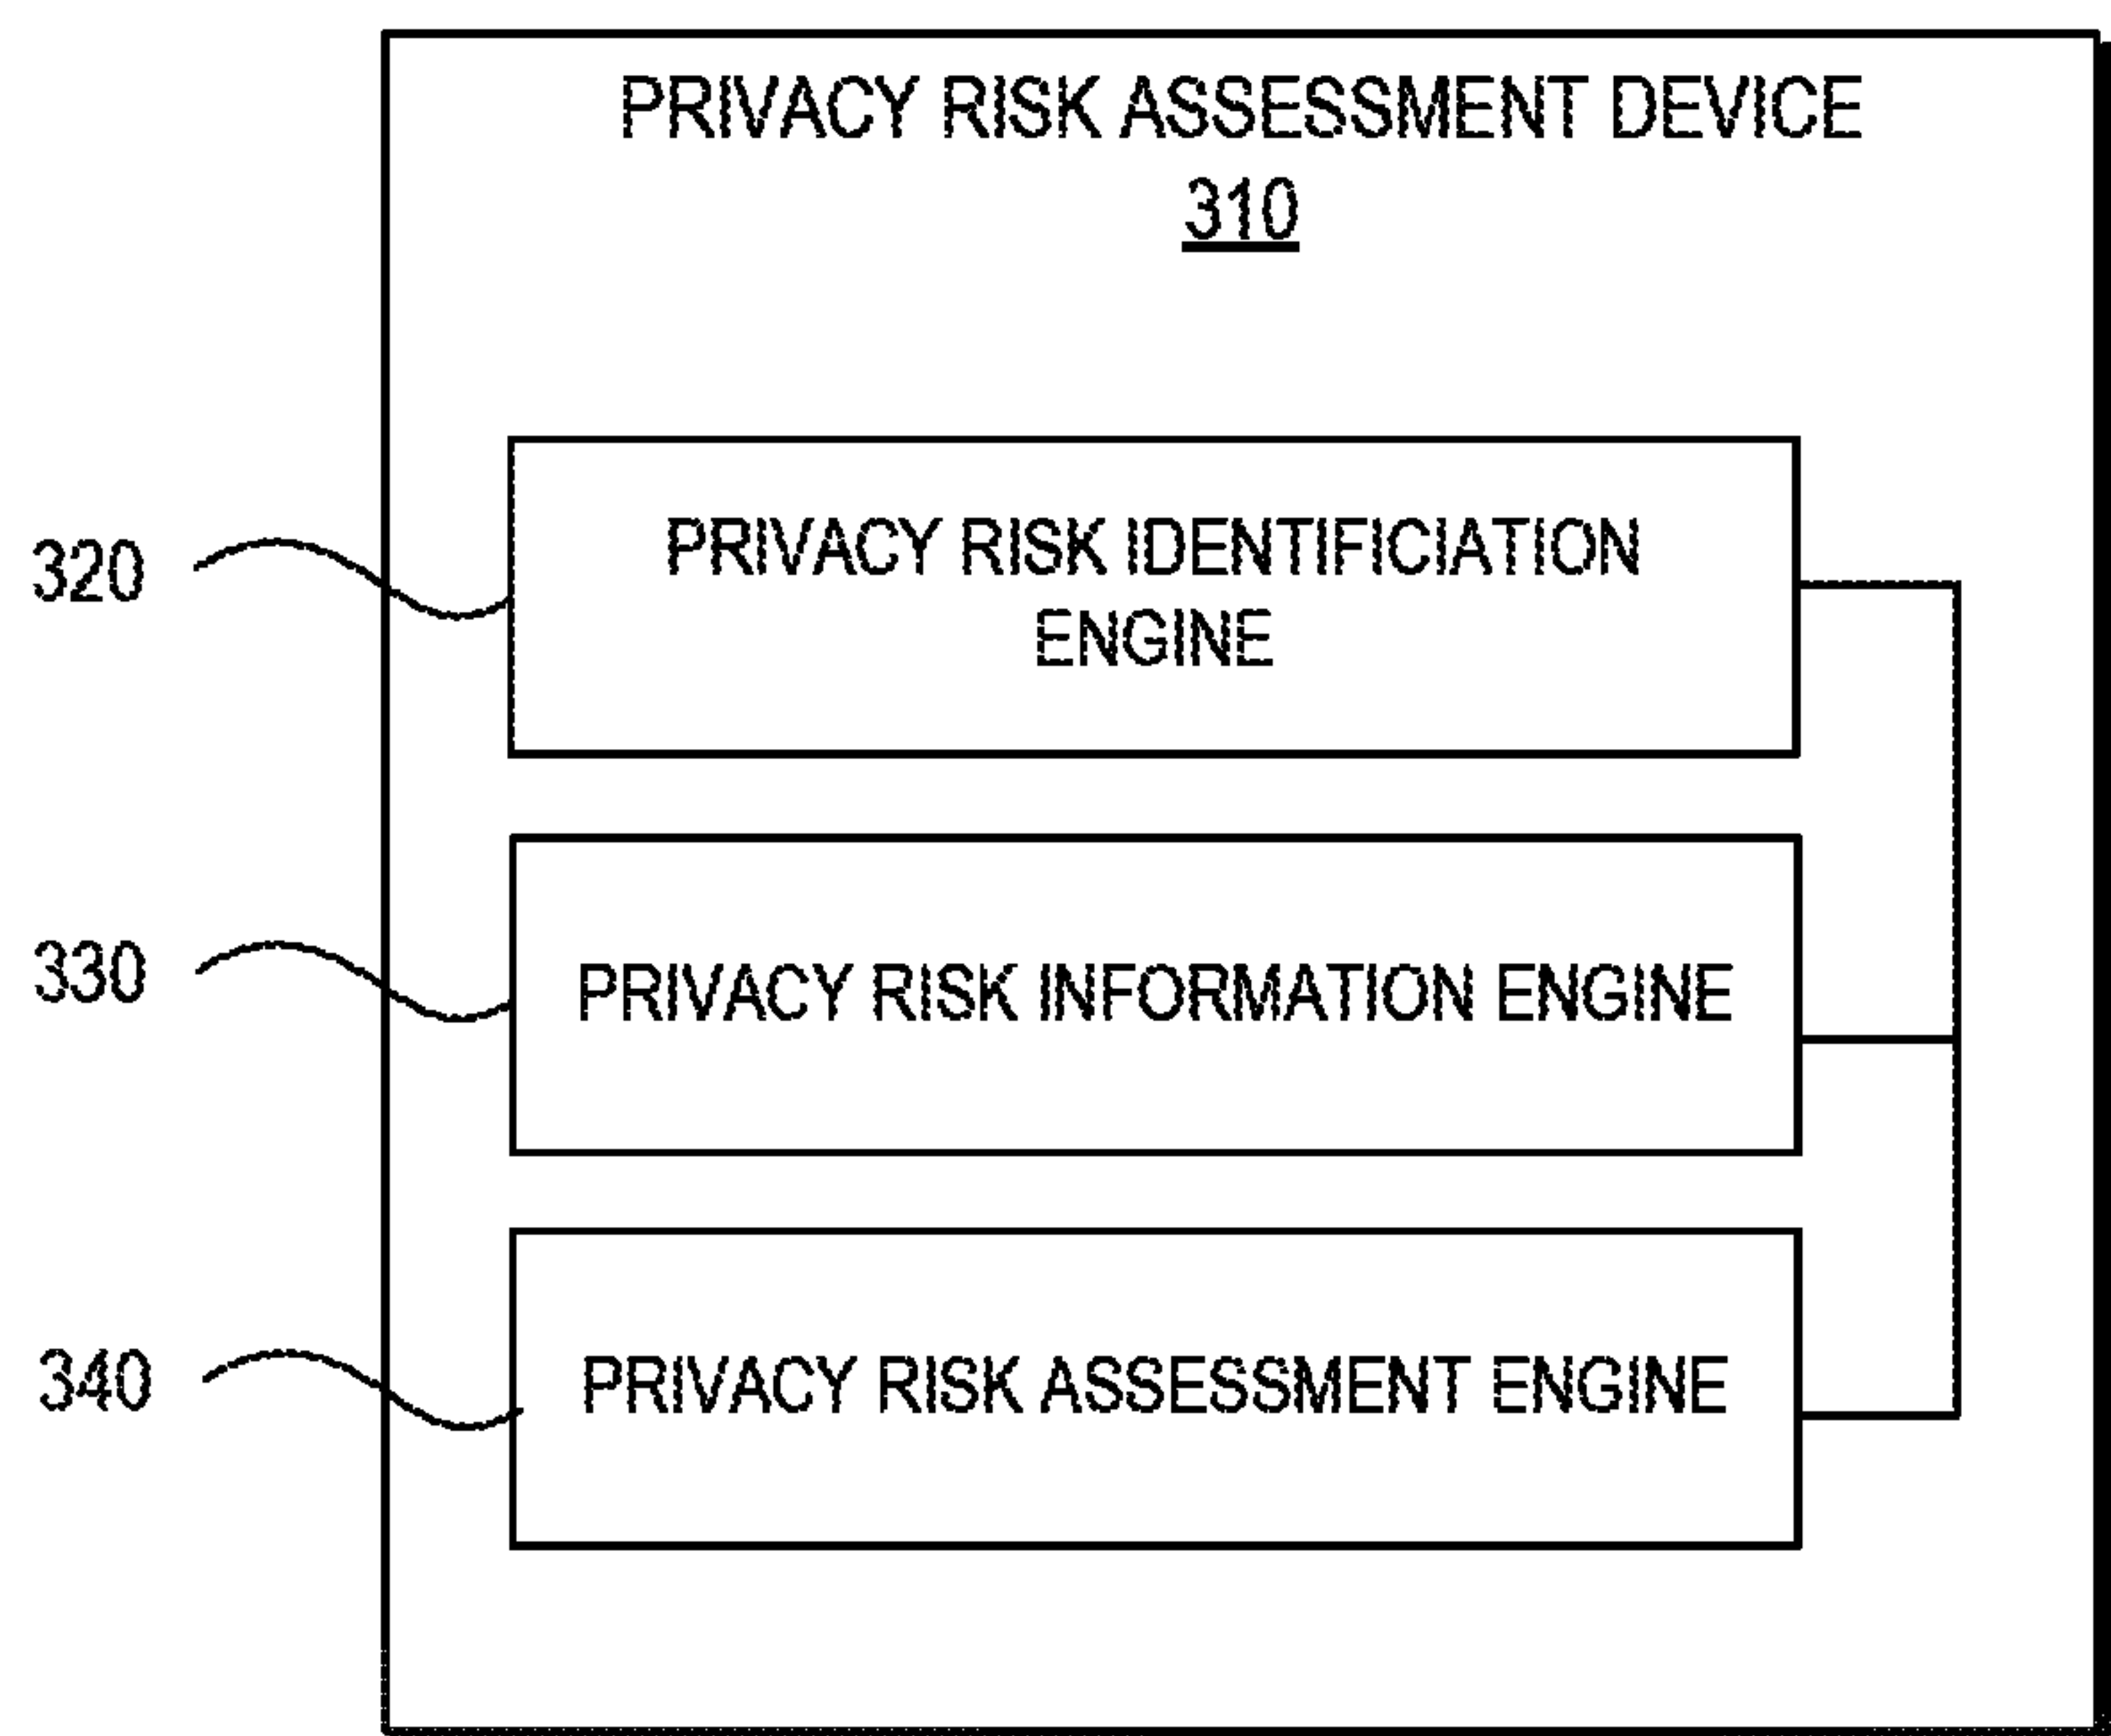 PRIVACY RISK ASSESSMENT DEVICE
310
320
PRIVACY RISK IDENTIFICIATION
ENGINE
330
PRIVACY RISK INFORMATION ENGINE
340
PRIVACY RISK ASSESSMENT ENGINE